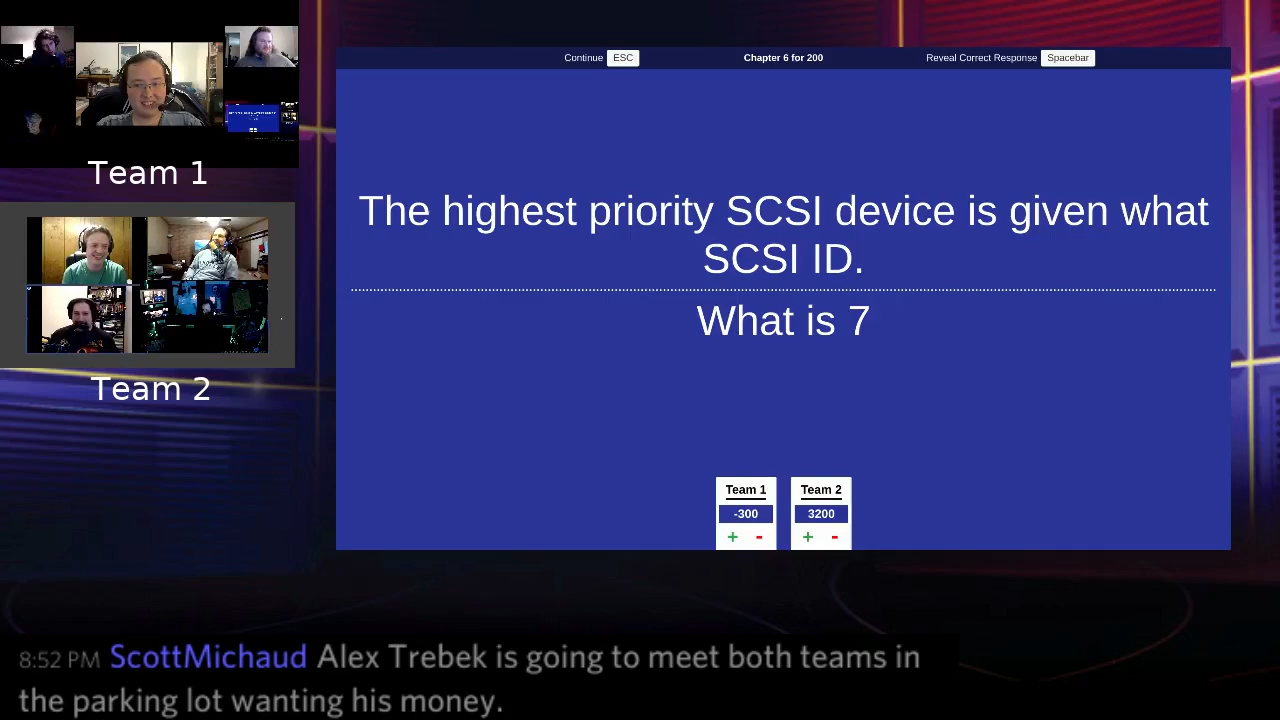 Continue ESC
Chapter 6 for 200
Reveal Correct Response Spacebar
Team 1
Team 2
The highest priority SCSI device is given what
SCSI ID.
What is 7
Team 1
-300
+ -
Team 2
3200
+ -
8:52 PM ScottMichaud Alex Trebek is going to meet both teams in
the parking lot wanting his money.